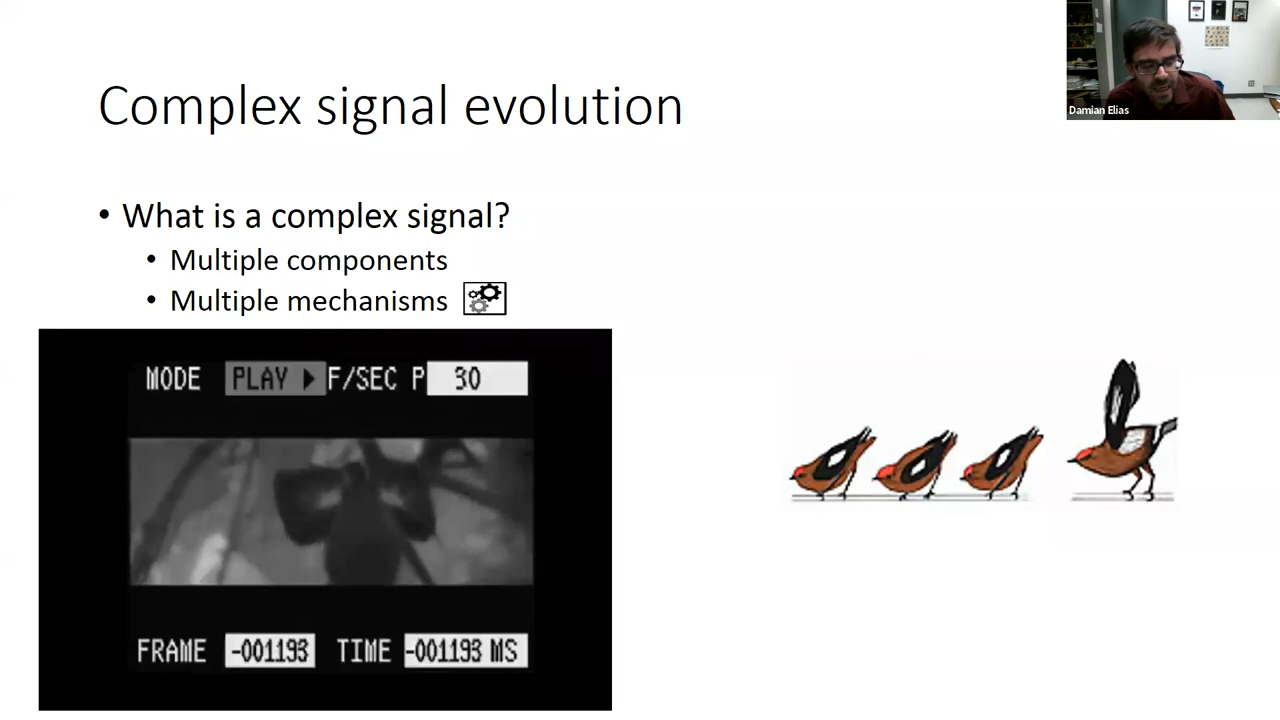 Complex signal evolution
Damian Elias
• What is a complex signal?
• Multiple components
• Multiple mechanisms
MODE PLAY F/SEC P 30
FRAME -001193 TIME -001193 MS